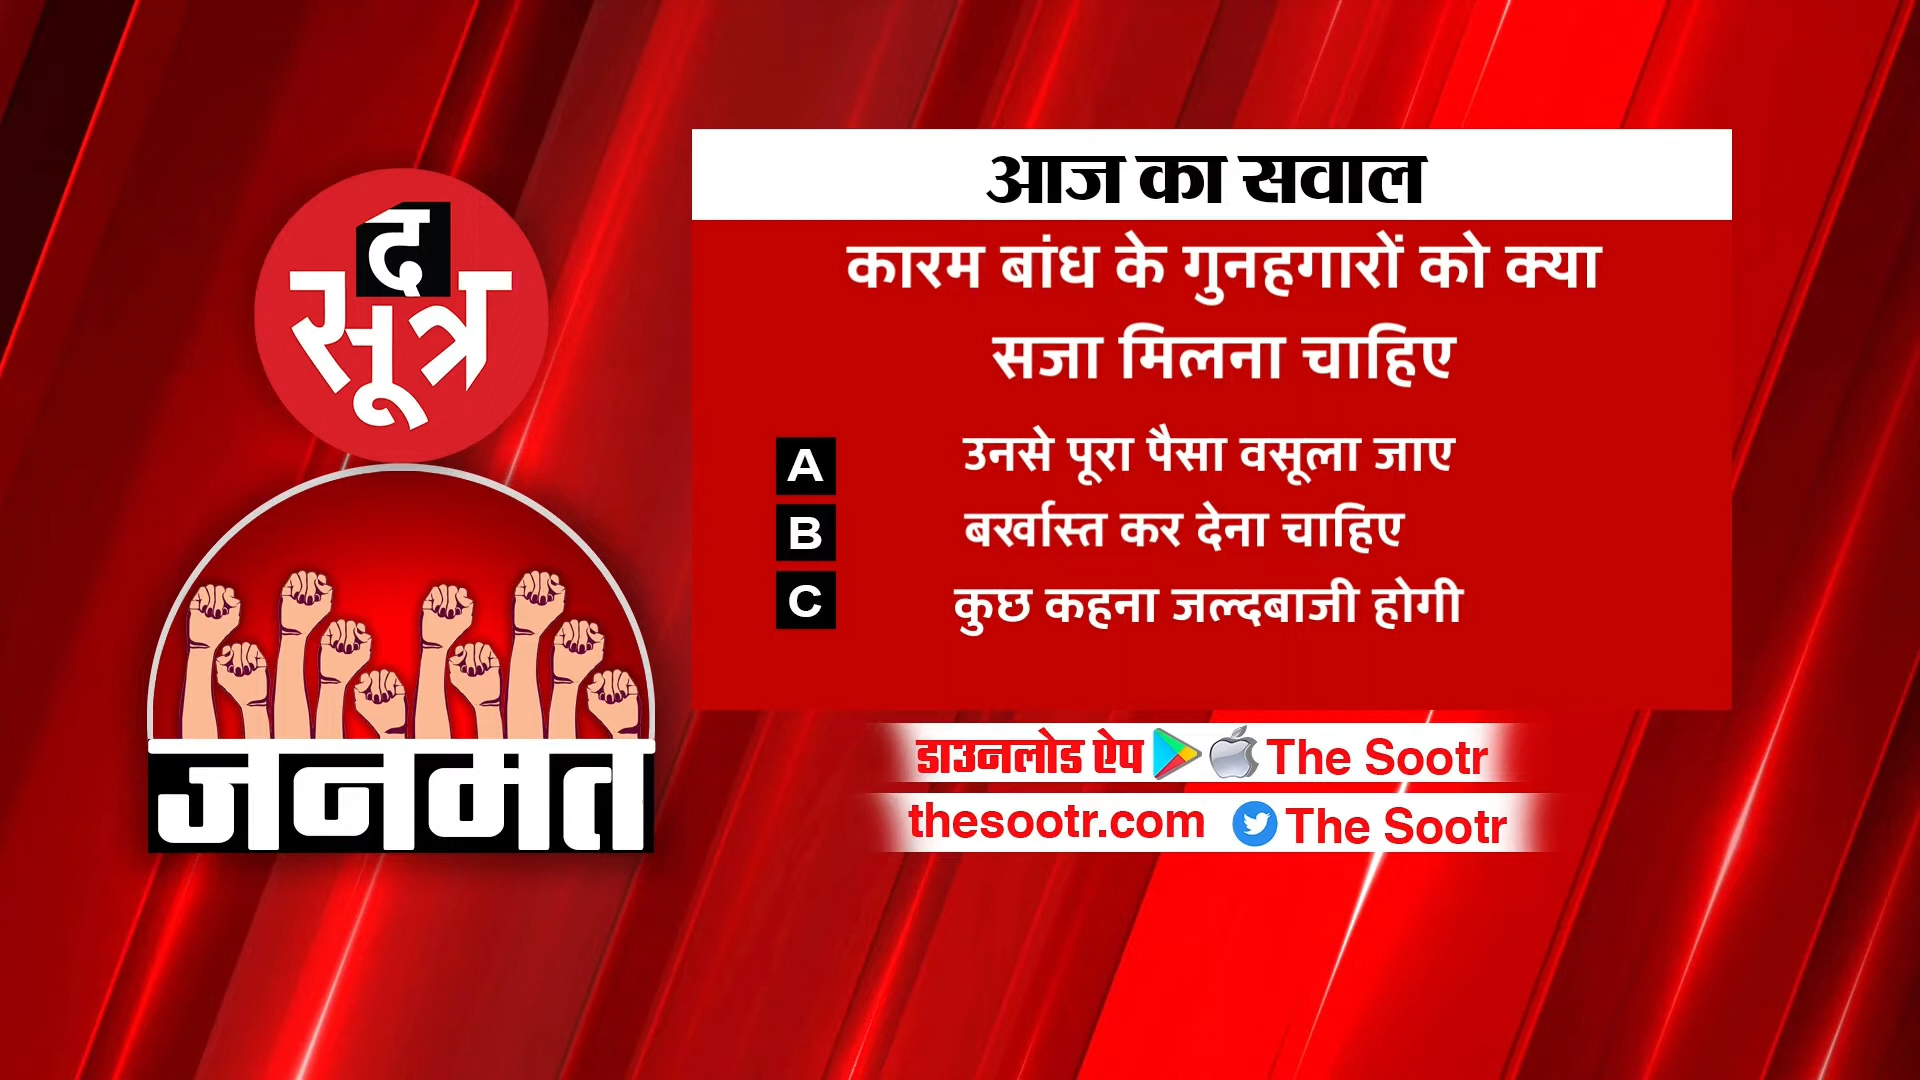 द
सूत्र
जनमत
आज का सवाल
कारम बांध के गुनहगारों को क्या
सजा मिलना चाहिए
A उनसे पूरा पैसा वसूला जाए
B बर्खास्त कर देना चाहिए
C कुछ कहना जल्दबाजी होगी
डाउनलोड ऐप The Sootr
thesootr.com The Sootr